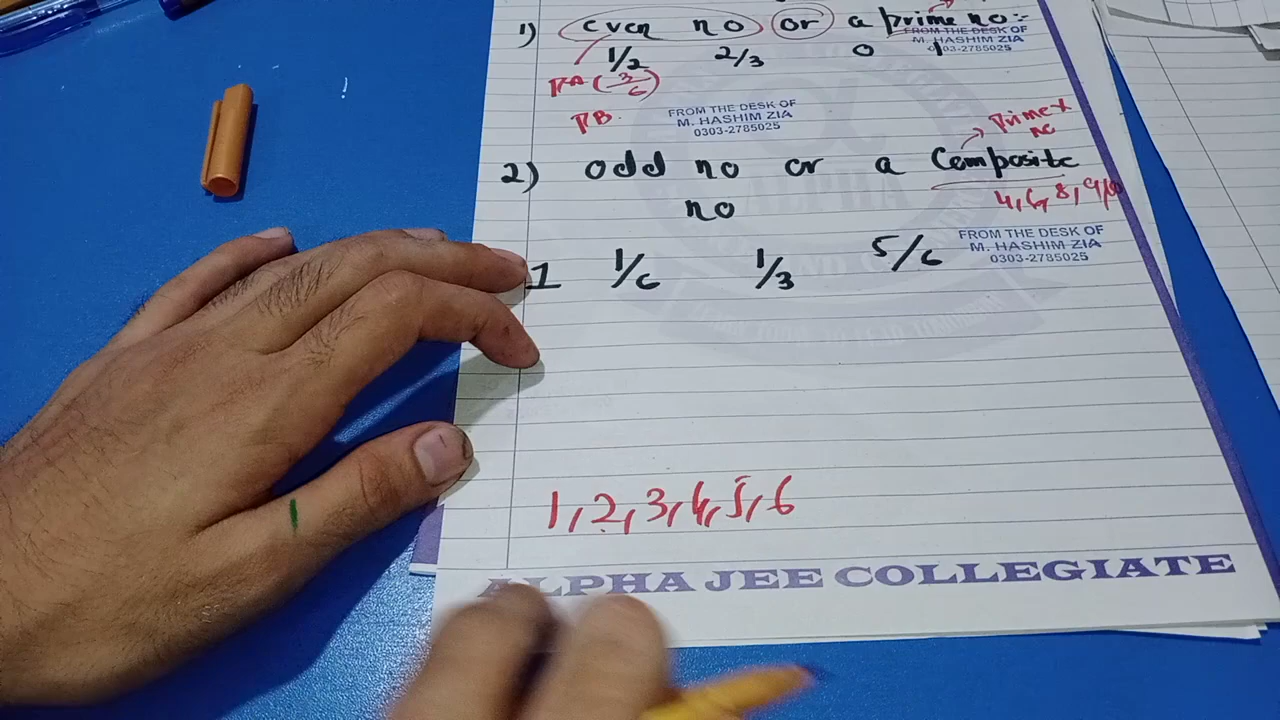 1) even no or a prime no:-
FROM THE DESK OF
M. HASHIM ZIA
0303-2785025
1/2 2/3 0 1
PA (3/6)
PB.
FROM THE DESK OF
M. HASHIM ZIA
0303-2785025
prime x
no
2) odd no or a Composite
no
4, 6, 8, 9, 10
FROM THE DESK OF
M. HASHIM ZIA
0303-2785025
1 1/6 1/3 5/6
1, 2, 3, 4, 5, 6
ALPHA JEE COLLEGIATE